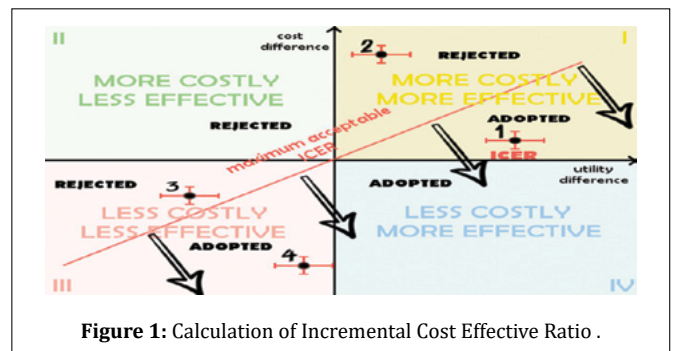 II
cost
difference
I
2
REJECTED
MORE COSTLY
LESS EFFECTIVE
MORE COSTLY
MORE EFFECTIVE
REJECTED
maximum acceptable
ICER
ADOPTED
1
ICER
utility
difference
REJECTED
3
ADOPTED
LESS COSTLY
LESS EFFECTIVE
LESS COSTLY
MORE EFFECTIVE
ADOPTED
4
III
IV
Figure 1: Calculation of Incremental Cost Effective Ratio .